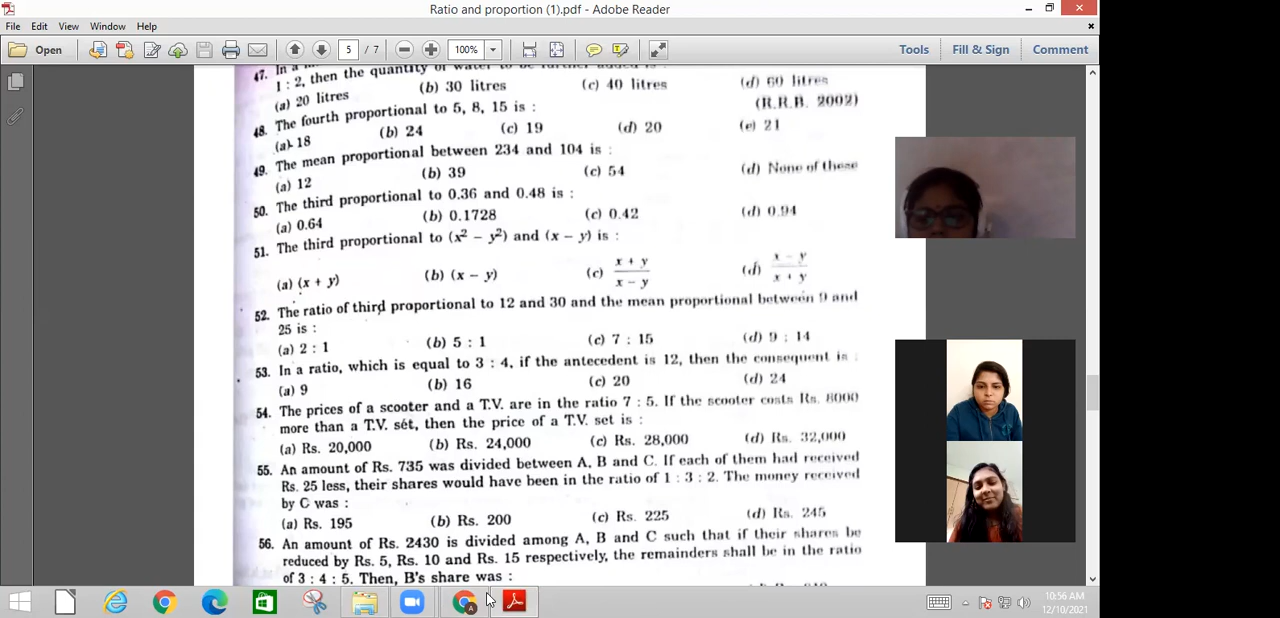 Ratio and proportion (1).pdf - Adobe Reader
File Edit View Window Help
Open 5 / 7 100% Tools Fill & Sign Comment
47. In a
1 : 2, then the quantity of water to be further added is :
(a) 20 litres (b) 30 litres (c) 40 litres (d) 60 litres
(R.R.B. 2002)
48. The fourth proportional to 5, 8, 15 is :
(a) 18 (b) 24 (c) 19 (d) 20 (e) 21
49. The mean proportional between 234 and 104 is :
(a) 12 (b) 39 (c) 54 (d) None of these
50. The third proportional to 0.36 and 0.48 is :
(a) 0.64 (b) 0.1728 (c) 0.42 (d) 0.94
51. The third proportional to (x² – y²) and (x – y) is :
(a) (x + y) (b) (x – y) (c) x + y / x – y (d) x – y / x + y
52. The ratio of third proportional to 12 and 30 and the mean proportional between 9 and
25 is :
(a) 2 : 1 (b) 5 : 1 (c) 7 : 15 (d) 9 : 14
53. In a ratio, which is equal to 3 : 4, if the antecedent is 12, then the consequent is :
(a) 9 (b) 16 (c) 20 (d) 24
54. The prices of a scooter and a T.V. are in the ratio 7 : 5. If the scooter costs Rs. 8000
more than a T.V. set, then the price of a T.V. set is :
(a) Rs. 20,000 (b) Rs. 24,000 (c) Rs. 28,000 (d) Rs. 32,000
55. An amount of Rs. 735 was divided between A, B and C. If each of them had received
Rs. 25 less, their shares would have been in the ratio of 1 : 3 : 2. The money received
by C was :
(a) Rs. 195 (b) Rs. 200 (c) Rs. 225 (d) Rs. 245
56. An amount of Rs. 2430 is divided among A, B and C such that if their shares be
reduced by Rs. 5, Rs. 10 and Rs. 15 respectively, the remainders shall be in the ratio
of 3 : 4 : 5. Then, B's share was :
10:56 AM
12/10/2021